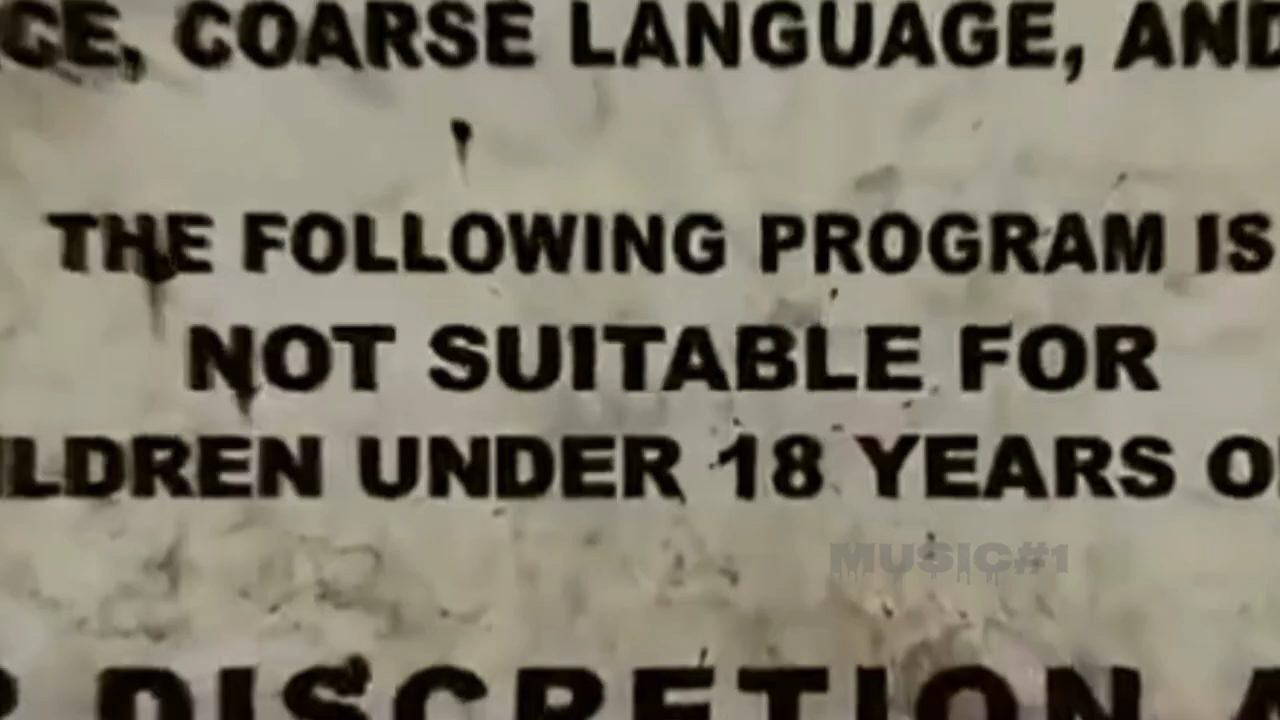 CE, COARSE LANGUAGE, AND
THE FOLLOWING PROGRAM IS
NOT SUITABLE FOR
LDREN UNDER 18 YEARS O
MUSIC#1
DISCRETION A